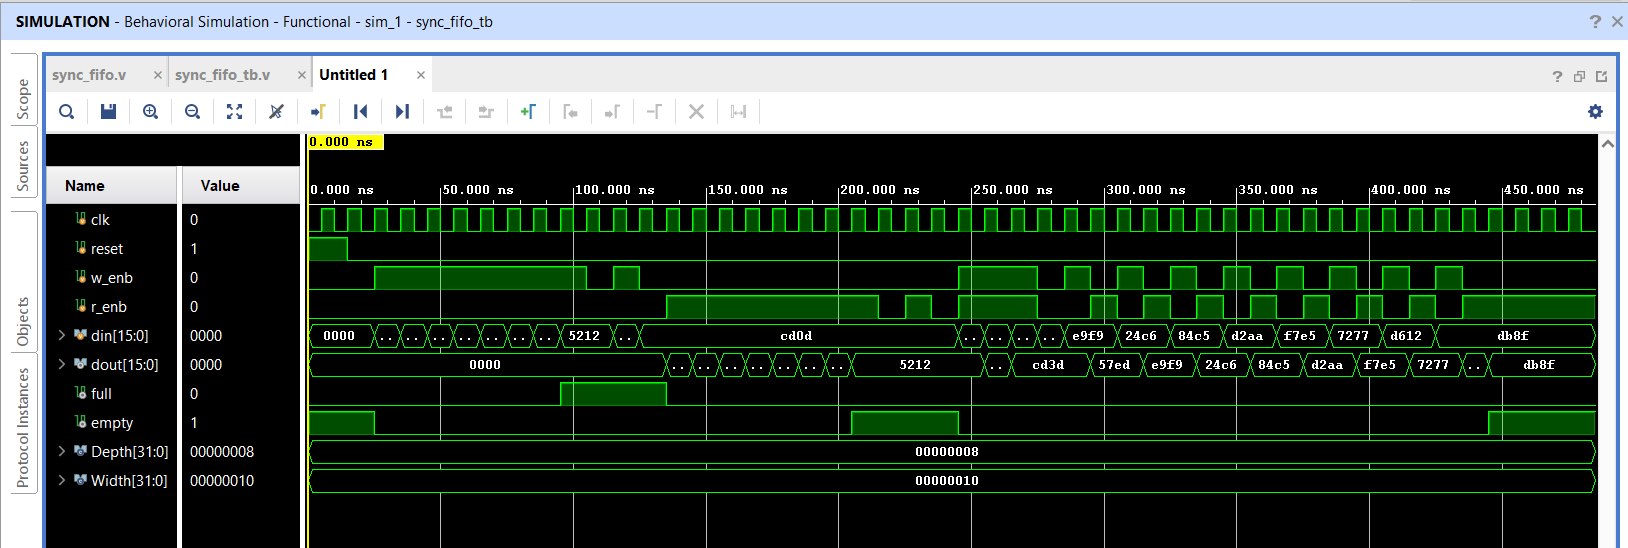 SIMULATION - Behavioral Simulation - Functional - sim_1 - sync_fifo_tb ? ×
sync_fifo.v × sync_fifo_tb.v × Untitled 1 × ?
Scope
Sources
Objects
Protocol Instances
0.000 ns
Name Value
0.000 ns 50.000 ns 100.000 ns 150.000 ns 200.000 ns 250.000 ns 300.000 ns 350.000 ns 400.000 ns 450.000 ns
clk 0
reset 1
w_enb 0
r_enb 0
din[15:0] 0000 0000 .. .. .. .. .. .. .. 5212 .. cd0d .. .. .. .. e9f9 24c6 84c5 d2aa f7e5 7277 d612 db8f
dout[15:0] 0000 0000 .. .. .. .. .. .. .. 5212 .. cd3d 57ed e9f9 24c6 84c5 d2aa f7e5 7277 .. db8f
full 0
empty 1
Depth[31:0] 00000008 00000008
Width[31:0] 00000010 00000010